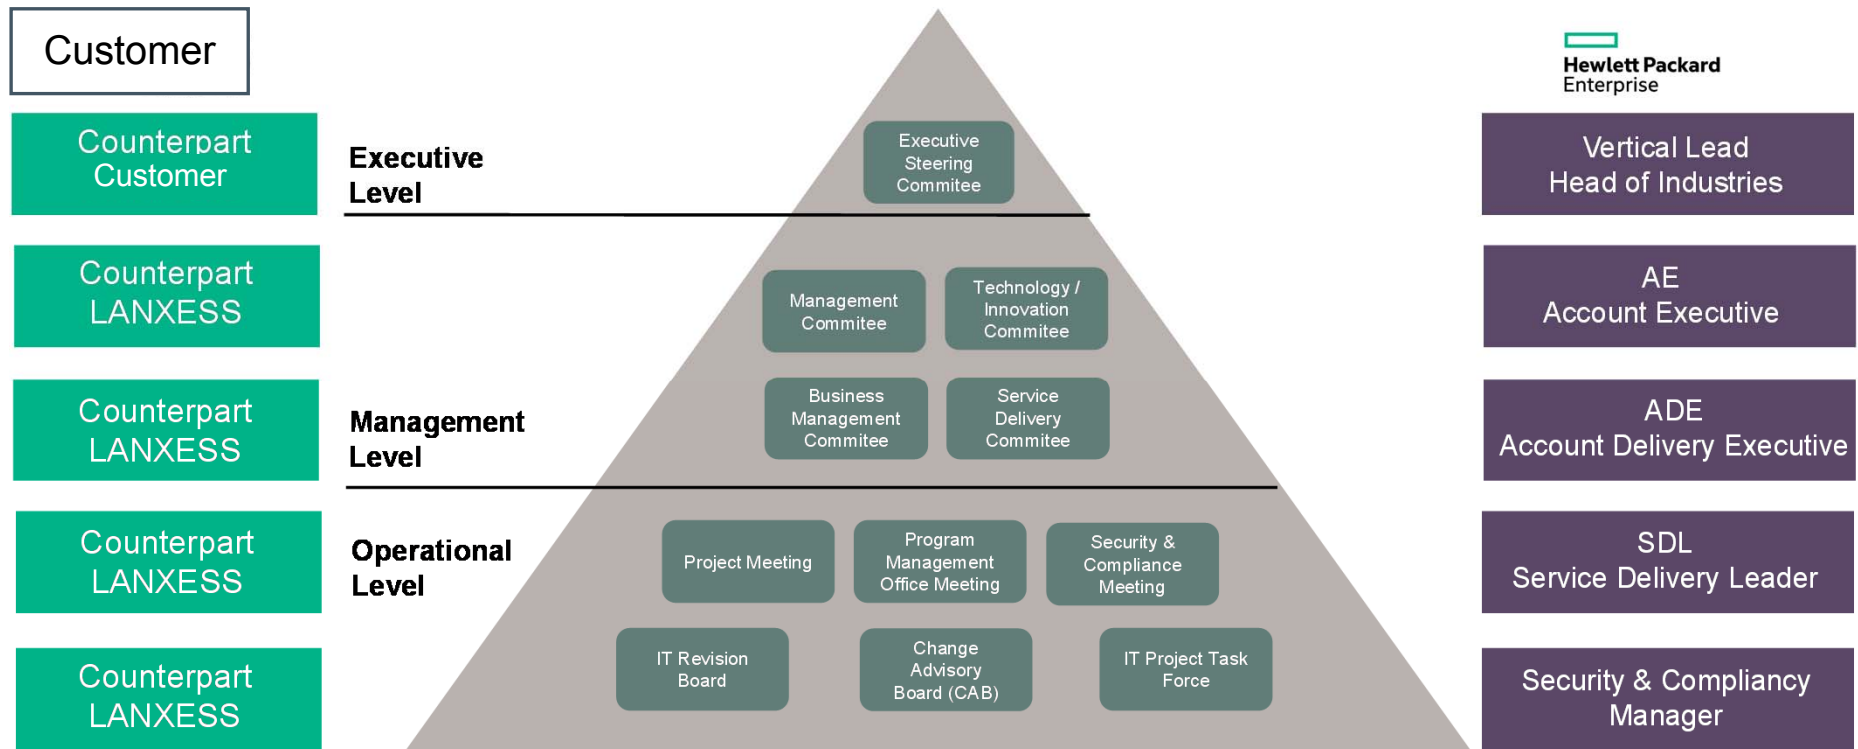 Customer
Hewlett Packard
Enterprise
Counterpart
Customer
Executive
Level
Executive
Steering
Commitee
Vertical Lead
Head of Industries
Counterpart
LANXESS
Management
Commitee
Technology /
Innovation
Commitee
AE
Account Executive
Counterpart
LANXESS
Management
Level
Business
Management
Commitee
Service
Delivery
Commitee
ADE
Account Delivery Executive
Counterpart
LANXESS
Operational
Level
Project Meeting
Program
Management
Office Meeting
Security &
Compliance
Meeting
SDL
Service Delivery Leader
Counterpart
LANXESS
IT Revision
Board
Change
Advisory
Board (CAB)
IT Project Task
Force
Security & Compliancy
Manager